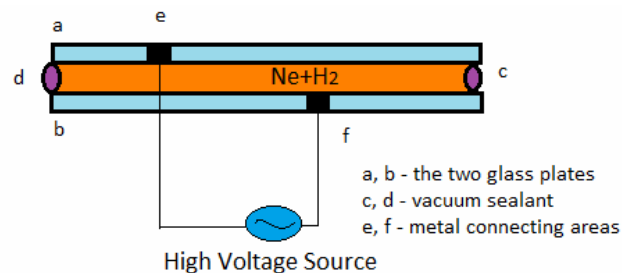 a
e
d
Ne+H2
c
b
f
a, b - the two glass plates
c, d - vacuum sealant
e, f - metal connecting areas
High Voltage Source